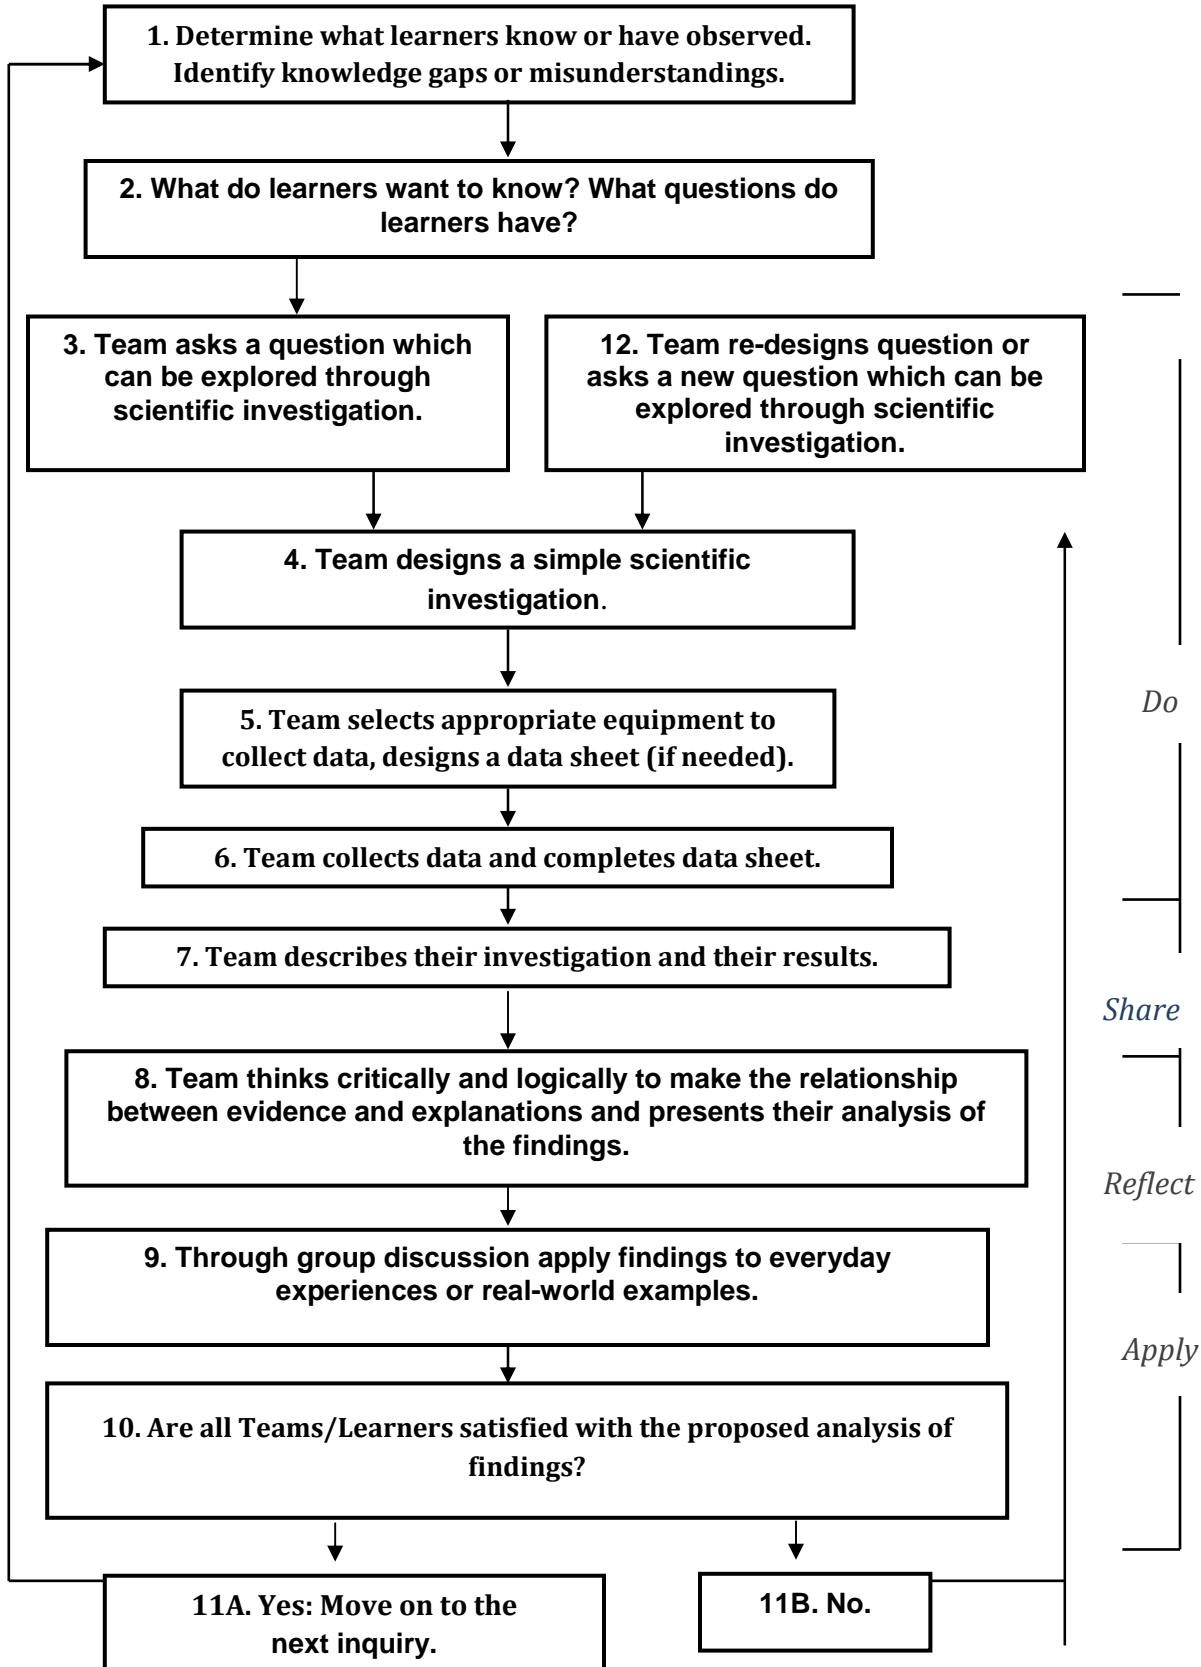 1. Determine what learners know or have observed.
Identify knowledge gaps or misunderstandings.
2. What do learners want to know? What questions do
learners have?
3. Team asks a question which
can be explored through
scientific investigation.
12. Team re-designs question or
asks a new question which can be
explored through scientific
investigation.
4. Team designs a simple scientific
investigation.
5. Team selects appropriate equipment to
collect data, designs a data sheet (if needed).
Do
6. Team collects data and completes data sheet.
7. Team describes their investigation and their results.
Share
8. Team thinks critically and logically to make the relationship
between evidence and explanations and presents their analysis of
the findings.
Reflect
9. Through group discussion apply findings to everyday
experiences or real-world examples.
Apply
10. Are all Teams/Learners satisfied with the proposed analysis of
findings?
11A. Yes: Move on to the
next inquiry.
11B. No.